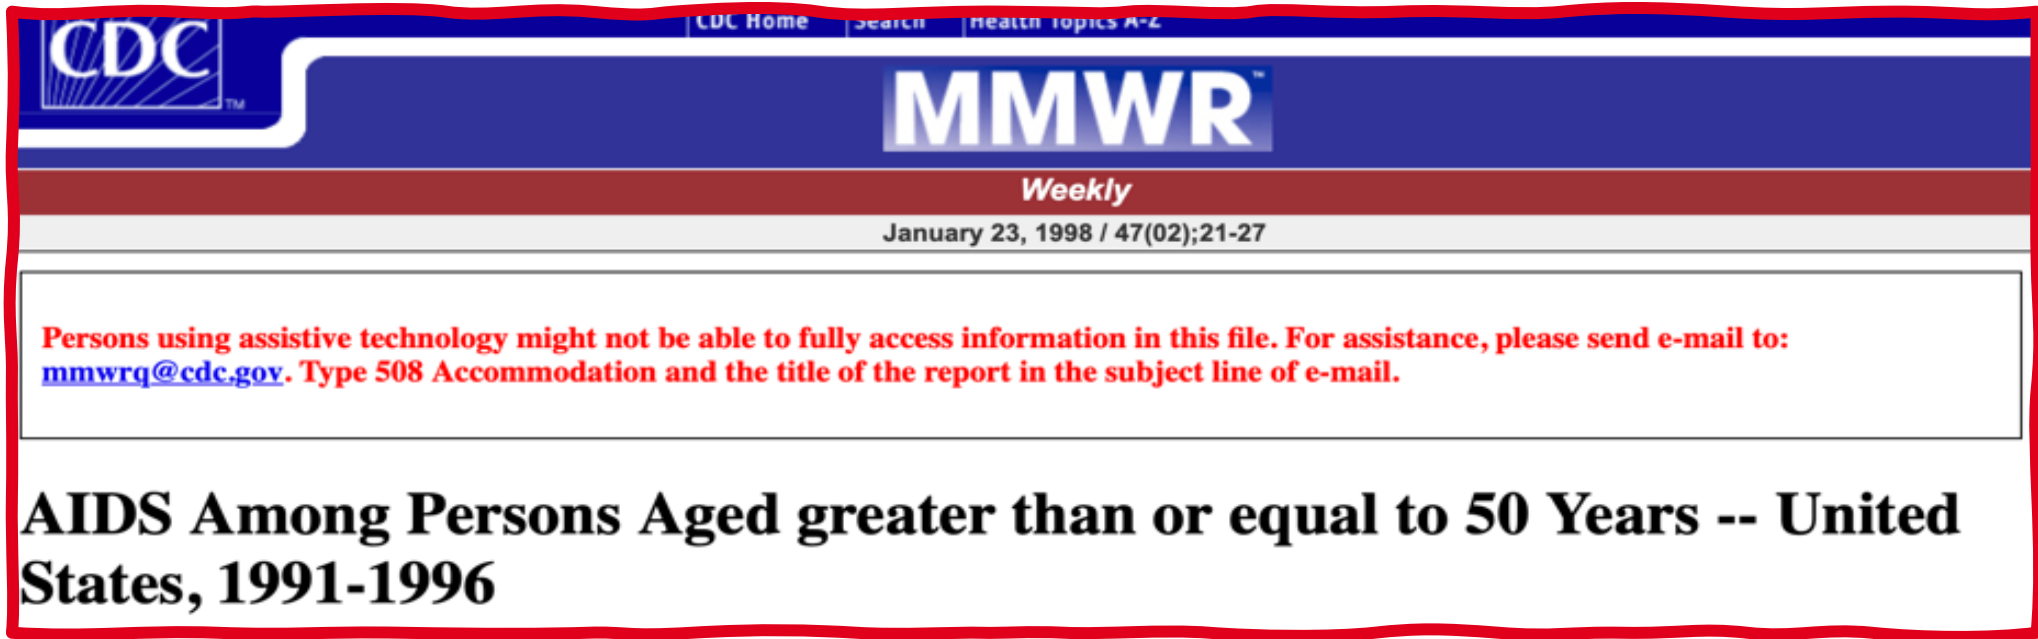 CDC Home Search Health Topics A-Z
CDC
TM
MMWR™
Weekly
January 23, 1998 / 47(02);21-27
Persons using assistive technology might not be able to fully access information in this file. For assistance, please send e-mail to:
mmwrq@cdc.gov. Type 508 Accommodation and the title of the report in the subject line of e-mail.
AIDS Among Persons Aged greater than or equal to 50 Years -- United
States, 1991-1996